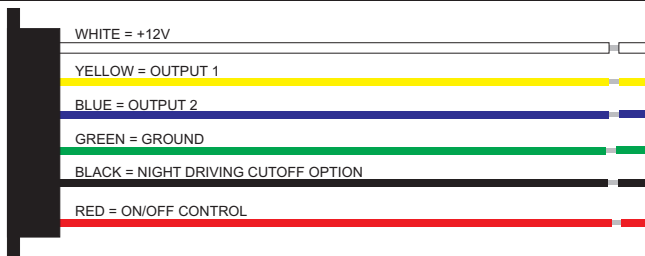 WHITE = +12V
YELLOW = OUTPUT 1
BLUE = OUTPUT 2
GREEN = GROUND
BLACK = NIGHT DRIVING CUTOFF OPTION
RED = ON/OFF CONTROL